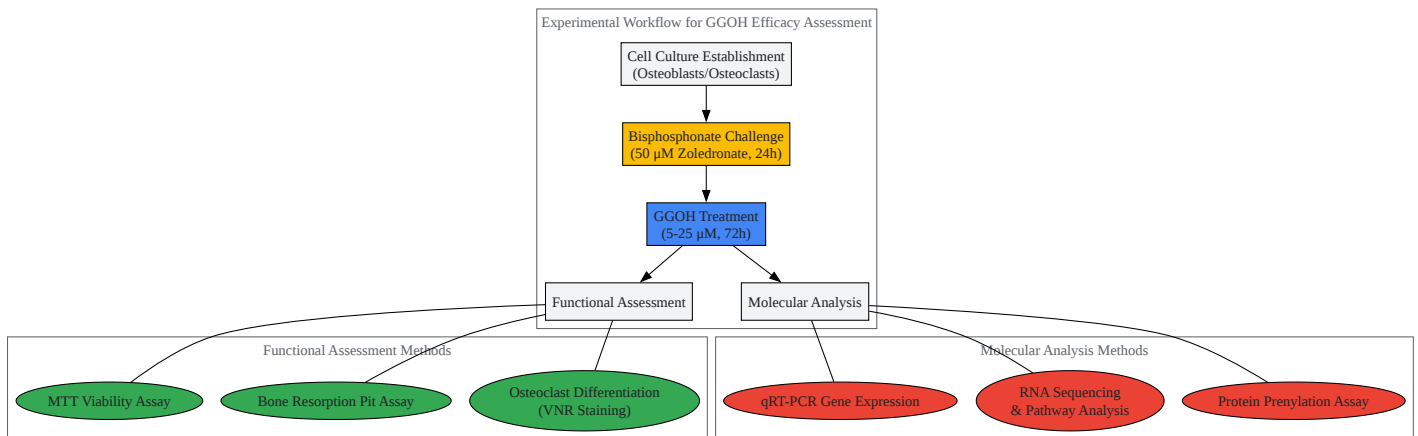 Experimental Workflow for GGOH Efficacy Assessment
Cell Culture Establishment
(Osteoblasts/Osteoclasts)
Bisphosphonate Challenge
(50 μM Zoledronate, 24h)
GGOH Treatment
(5-25 μM, 72h)
Functional Assessment
Molecular Analysis
Functional Assessment Methods
MTT Viability Assay
Bone Resorption Pit Assay
Osteoclast Differentiation
(VNR Staining)
Molecular Analysis Methods
qRT-PCR Gene Expression
RNA Sequencing
& Pathway Analysis
Protein Prenylation Assay